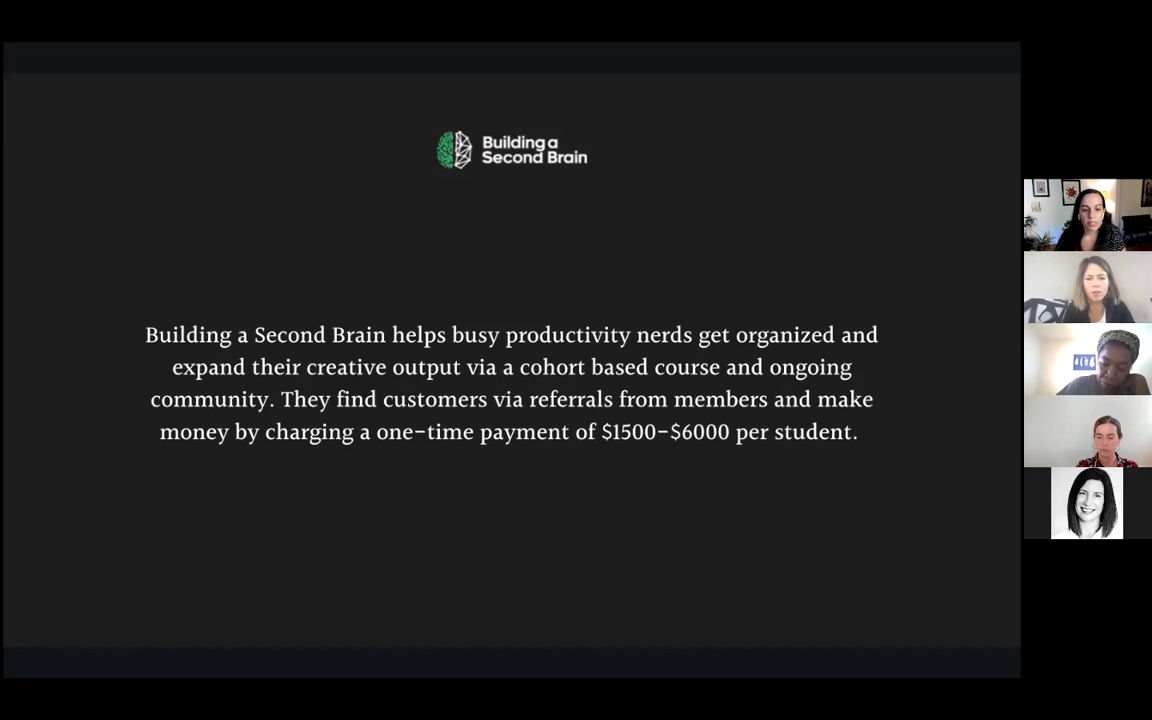 Building a
Second Brain
Building a Second Brain helps busy productivity nerds get organized and
expand their creative output via a cohort based course and ongoing
community. They find customers via referrals from members and make
money by charging a one-time payment of $1500-$6000 per student.